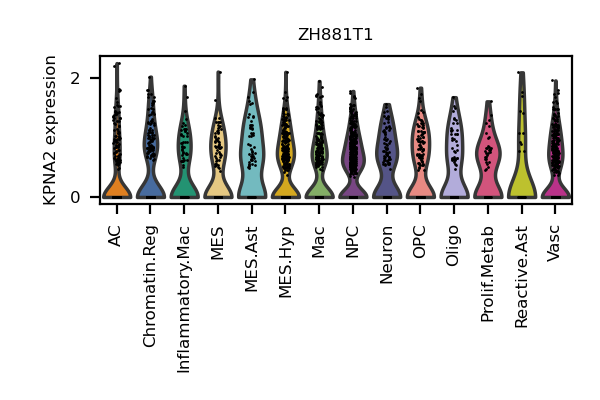 ZH881T1
KPNA2 expression
2
0
AC
Chromatin.Reg
Inflammatory.Mac
MES
MES.Ast
MES.Hyp
Mac
NPC
Neuron
OPC
Oligo
Prolif.Metab
Reactive.Ast
Vasc